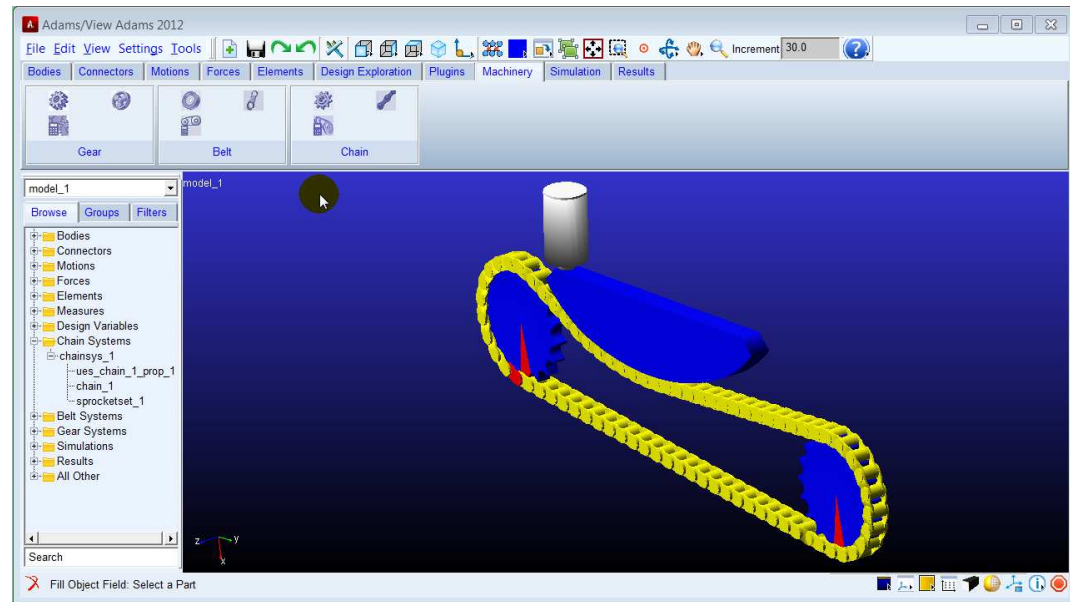 Adams/View Adams 2012
File Edit View Settings Tools Increment 30.0
Bodies Connectors Motions Forces Elements Design Exploration Plugins Machinery Simulation Results
Gear Belt Chain
model_1
model_1
Browse Groups Filters
Bodies
Connectors
Motions
Forces
Elements
Measures
Design Variables
Chain Systems
chainsys_1
ues_chain_1_prop_1
chain_1
sprocketset_1
Belt Systems
Gear Systems
Simulations
Results
All Other
Search
z y
x
Fill Object Field: Select a Part